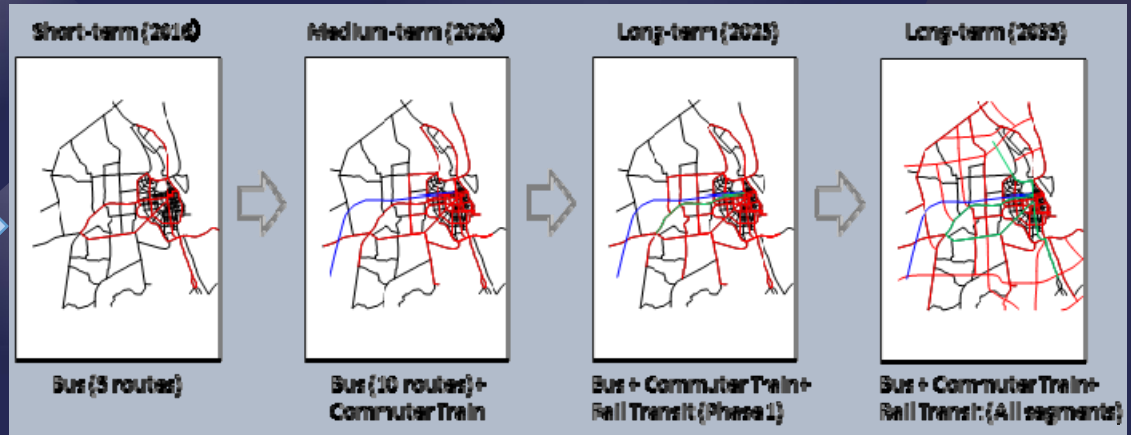 Short-term (2016)
Medium-term (2020)
Long-term (2025)
Long-term (2035)
Bus (5 routes)
Bus (10 routes)+
Commuter Train
Bus + Commuter Train+
Rail Transit (Phase 1)
Bus + Commuter Train+
Rail Transit (All segments)